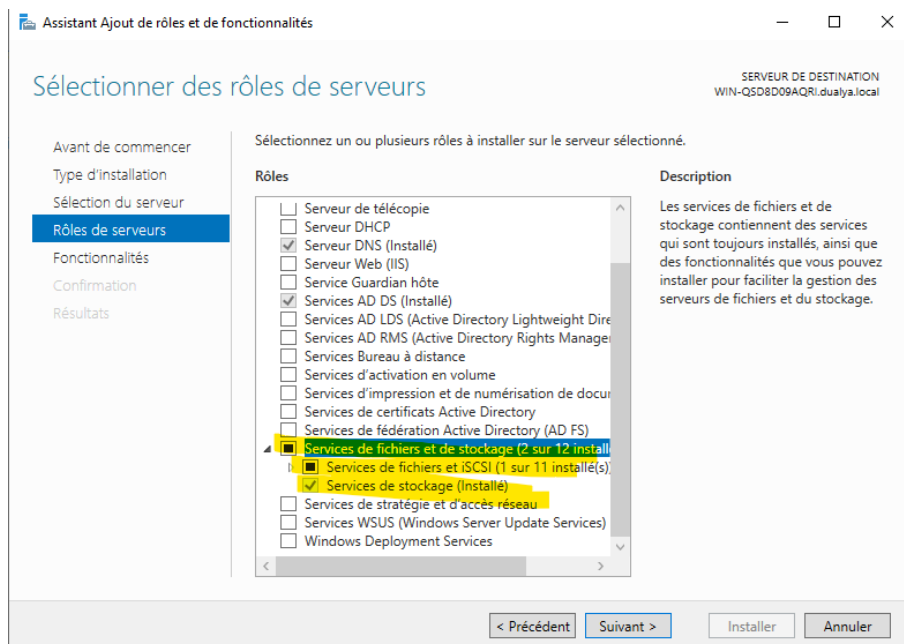 Assistant Ajout de rôles et de fonctionnalités
Sélectionner des rôles de serveurs
SERVEUR DE DESTINATION
WIN-QSD8D09AQRI.dualya.local
Avant de commencer
Type d'installation
Sélection du serveur
Rôles de serveurs
Fonctionnalités
Confirmation
Résultats
Sélectionnez un ou plusieurs rôles à installer sur le serveur sélectionné.
Rôles
Serveur de télécopie
Serveur DHCP
Serveur DNS (Installé)
Serveur Web (IIS)
Service Guardian hôte
Services AD DS (Installé)
Services AD LDS (Active Directory Lightweight Dire
Services AD RMS (Active Directory Rights Manage
Services Bureau à distance
Services d'activation en volume
Services d'impression et de numérisation de docu
Services de certificats Active Directory
Services de fédération Active Directory (AD FS)
Services de fichiers et de stockage (2 sur 12 install
Services de fichiers et iSCSI (1 sur 11 installé(s)
Services de stockage (Installé)
Services de stratégie et d'accès réseau
Services WSUS (Windows Server Update Services)
Windows Deployment Services
Description
Les services de fichiers et de
stockage contiennent des services
qui sont toujours installés, ainsi que
des fonctionnalités que vous pouvez
installer pour faciliter la gestion des
serveurs de fichiers et du stockage.
< Précédent
Suivant >
Installer
Annuler